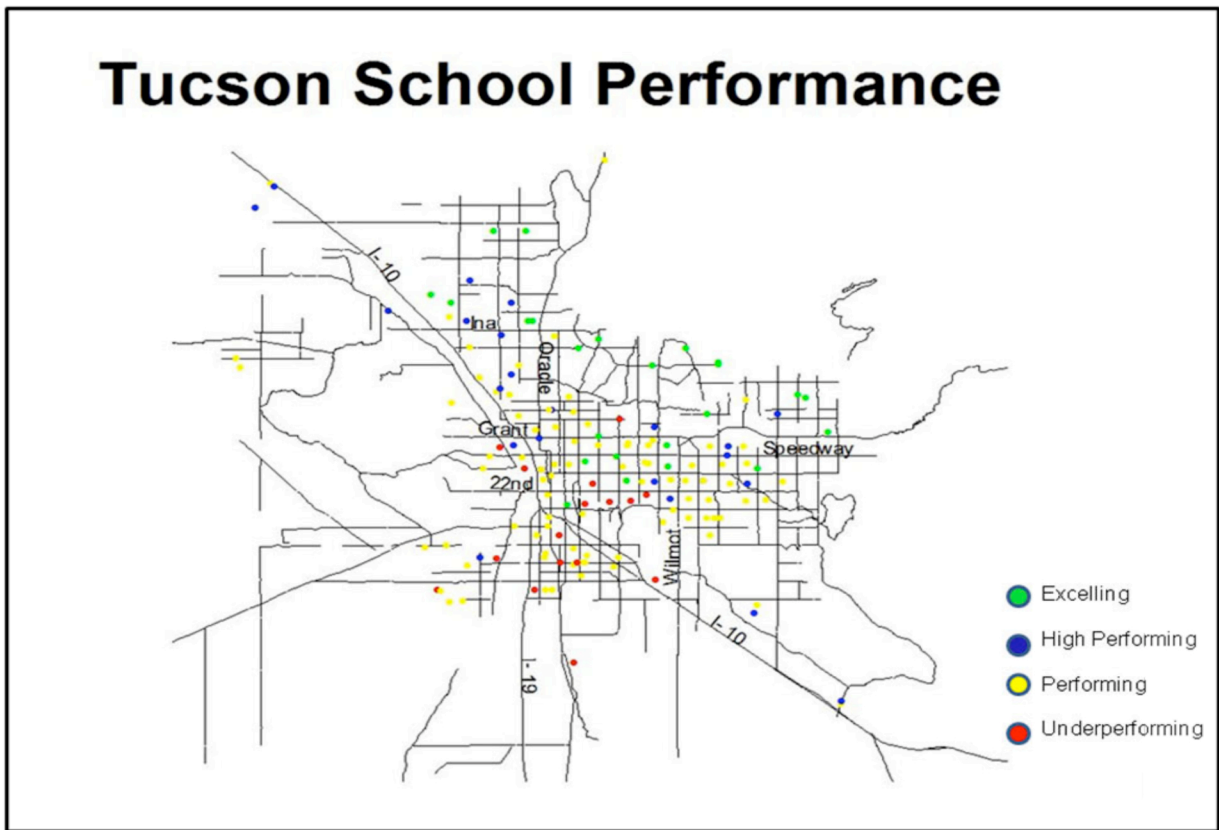 Tucson School Performance
I-10
Ina
Oracle
Grant
Speedway
22nd
Wilmot
Excelling
High Performing
I-10
Performing
I-19
Underperforming